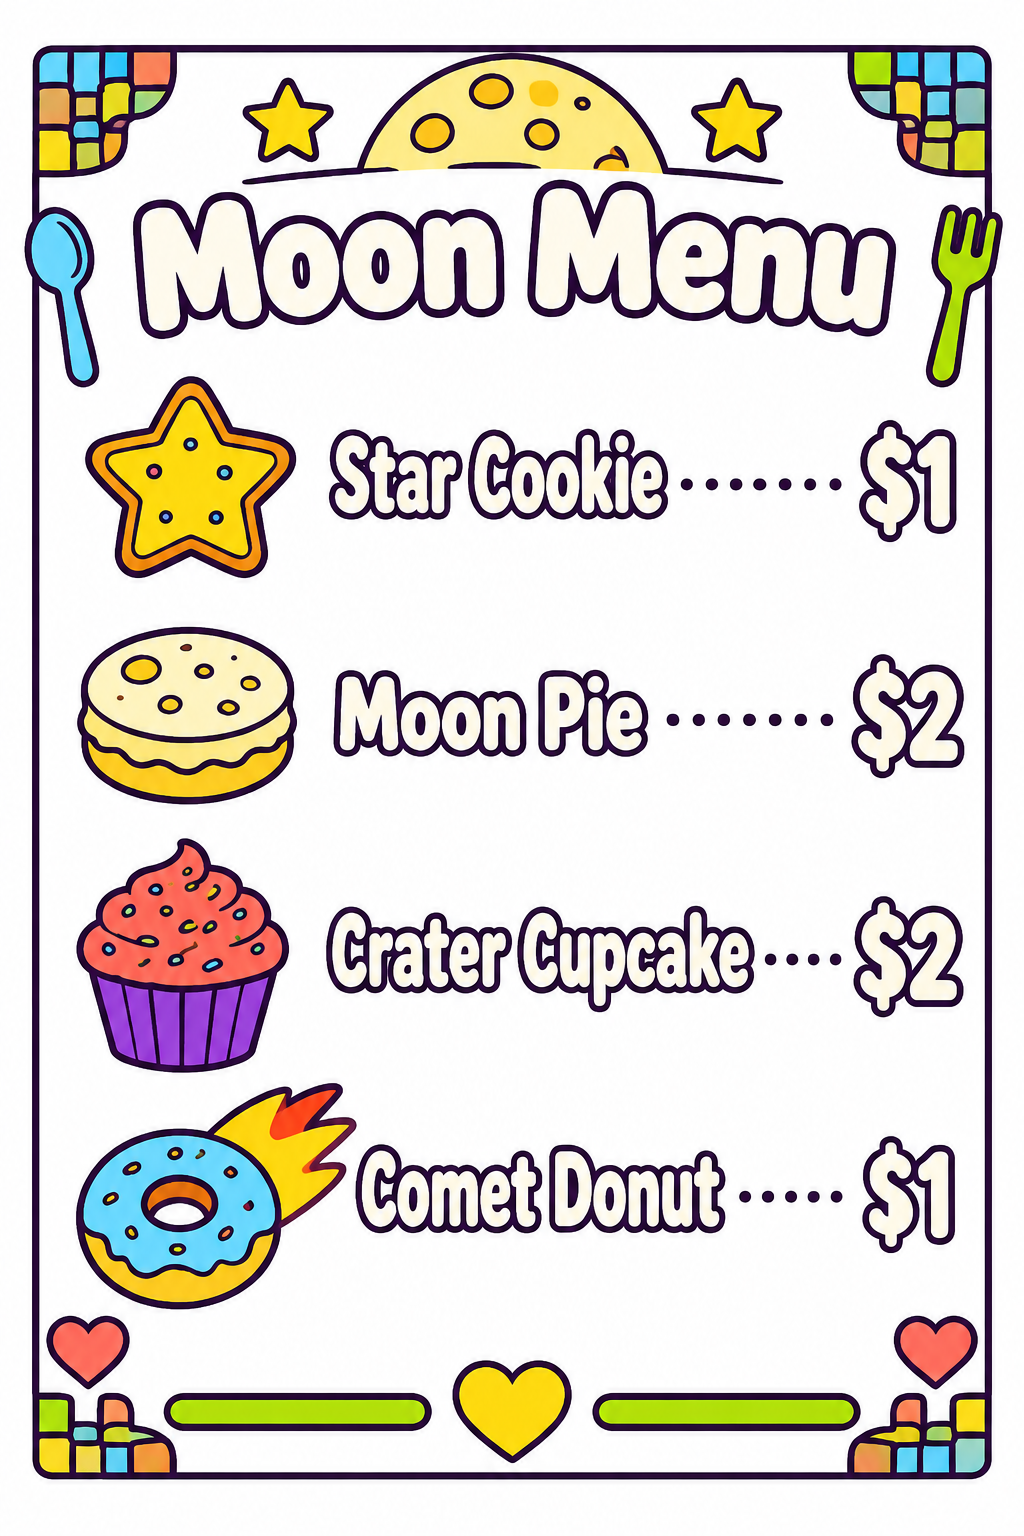 Moon Menu
Star Cookie ······· $1
Moon Pie ······· $2
Crater Cupcake ···· $2
Comet Donut ····· $1